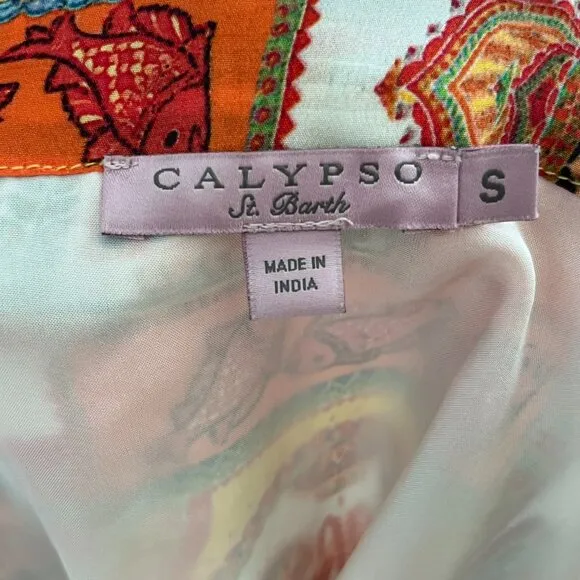 CALYPSO S
St. Barth
MADE IN
INDIA